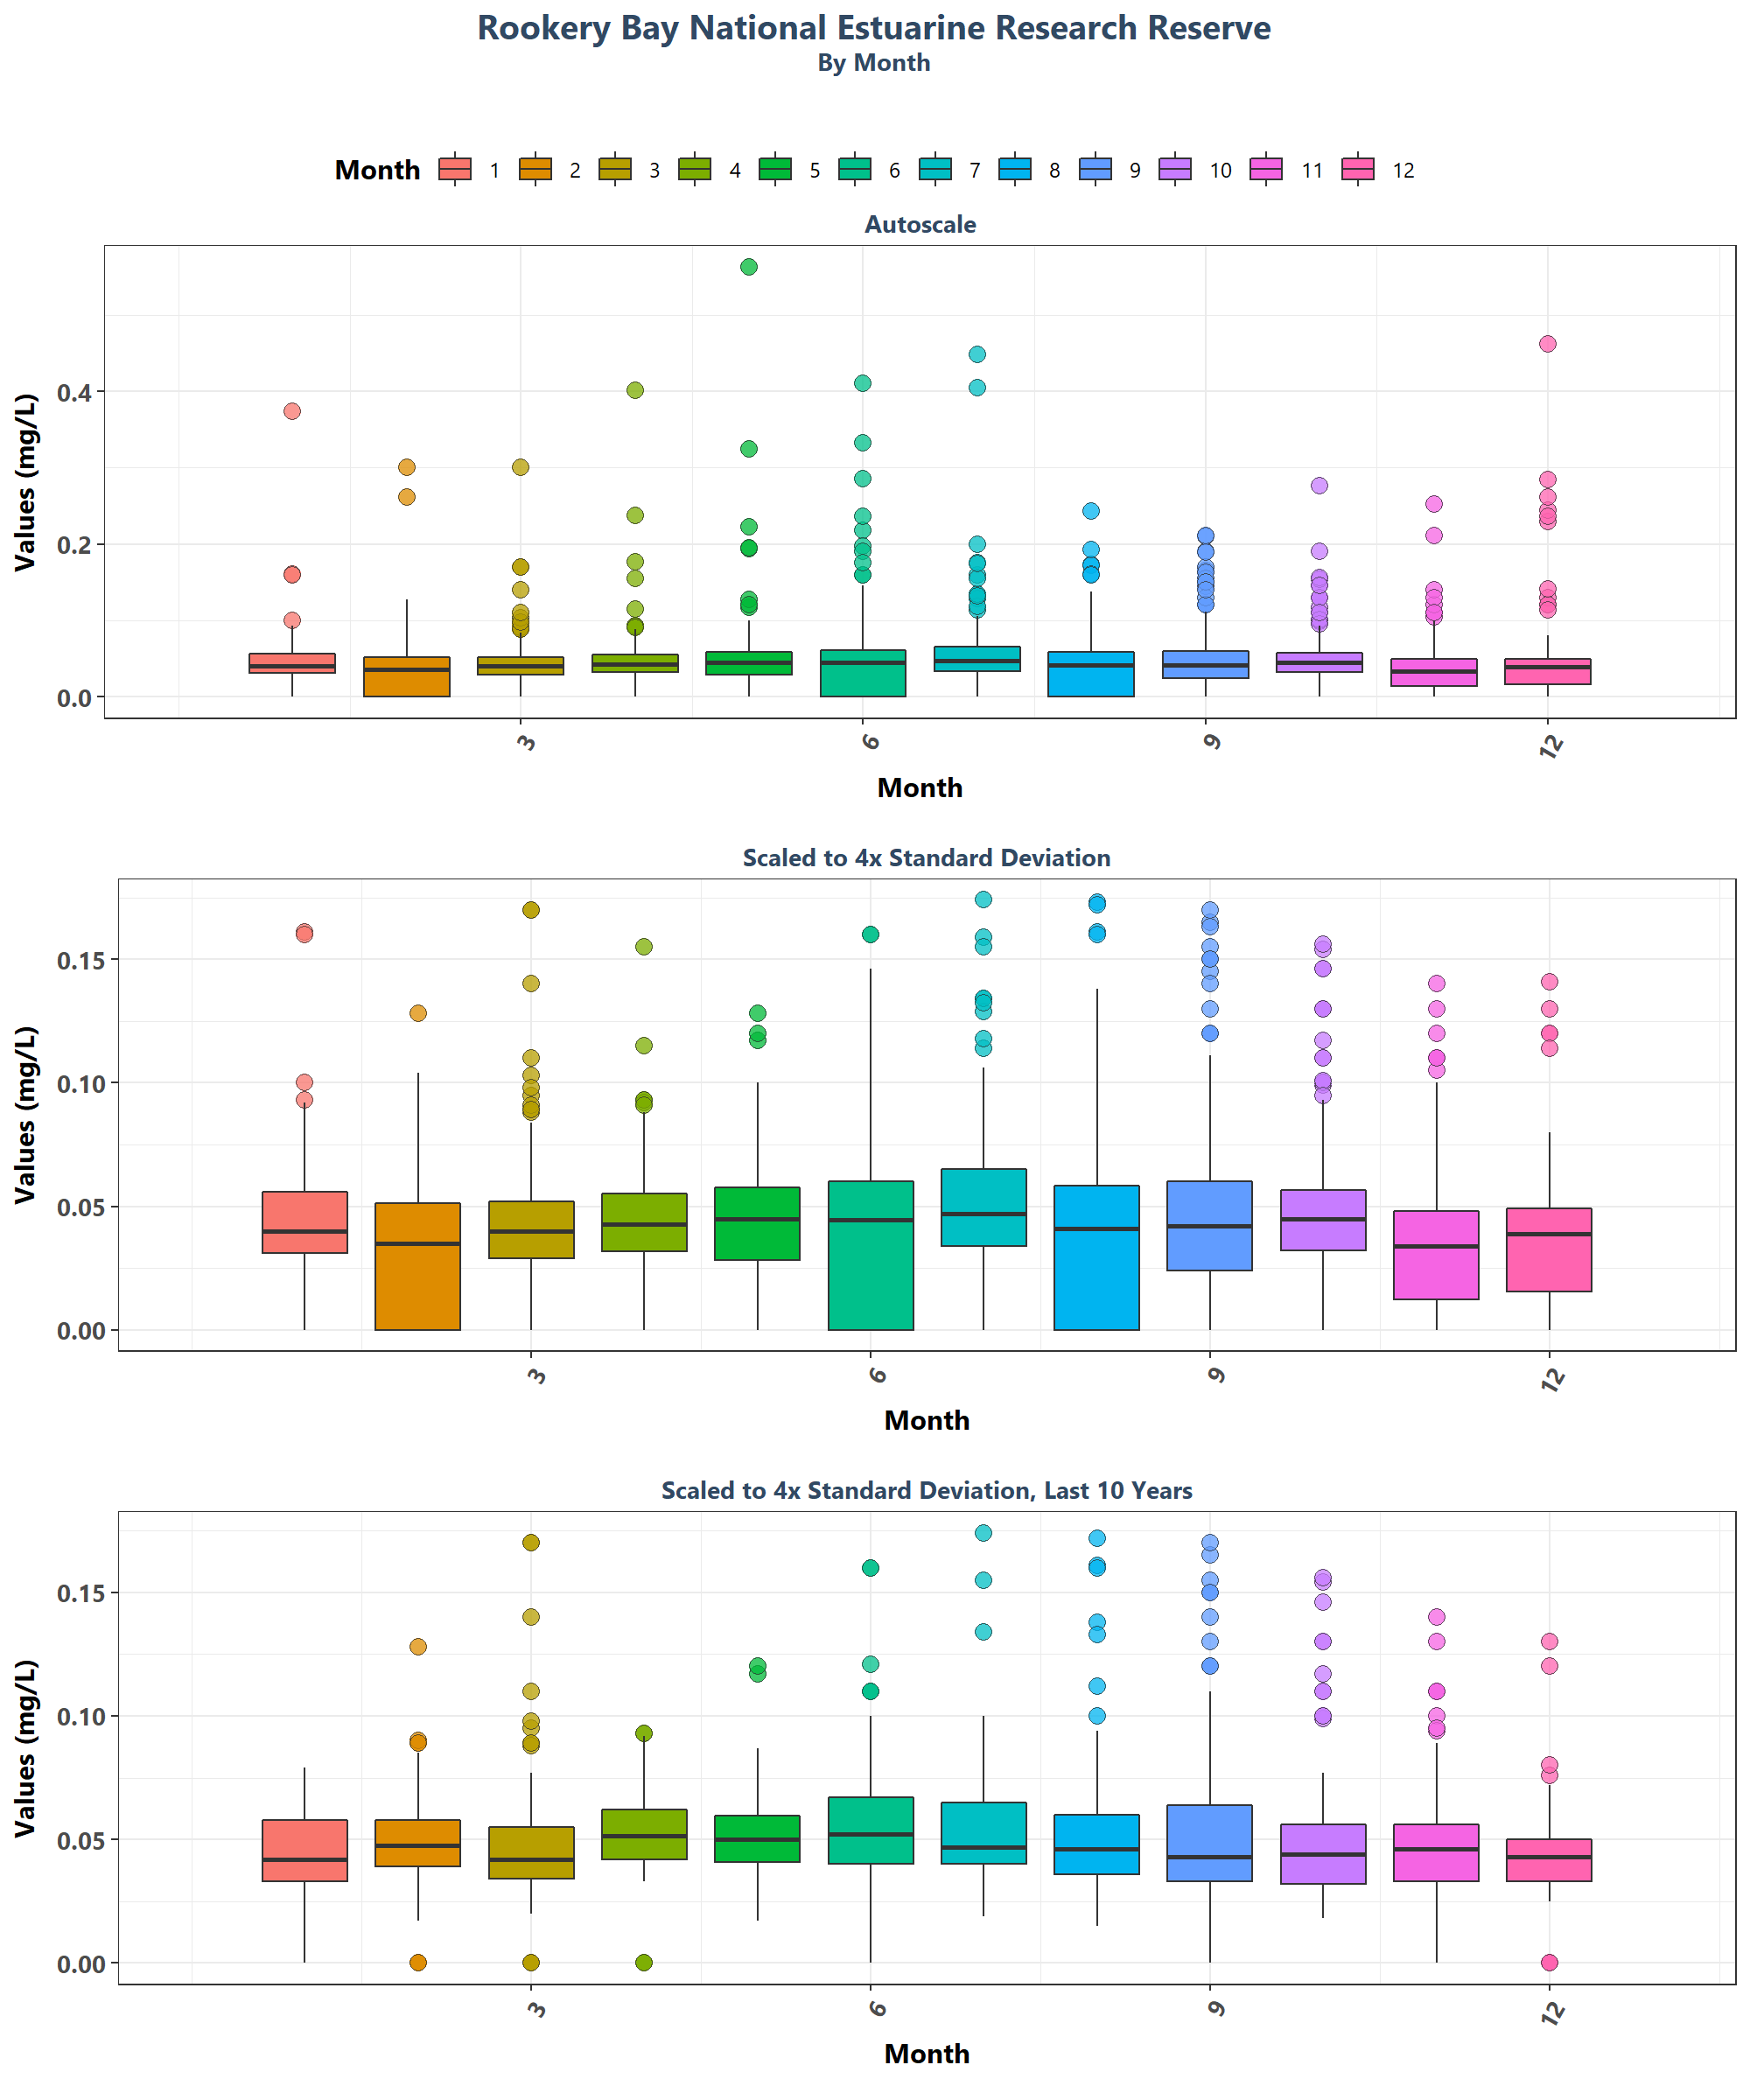 Rookery Bay National Estuarine Research Reserve
By Month
Month 1 2 3 4 5 6 7 8 9 10 11 12
Autoscale
Values (mg/L)
0.4
0.2
0.0
3 6 9 12
Month
Scaled to 4x Standard Deviation
Values (mg/L)
0.15
0.10
0.05
0.00
3 6 9 12
Month
Scaled to 4x Standard Deviation, Last 10 Years
Values (mg/L)
0.15
0.10
0.05
0.00
3 6 9 12
Month